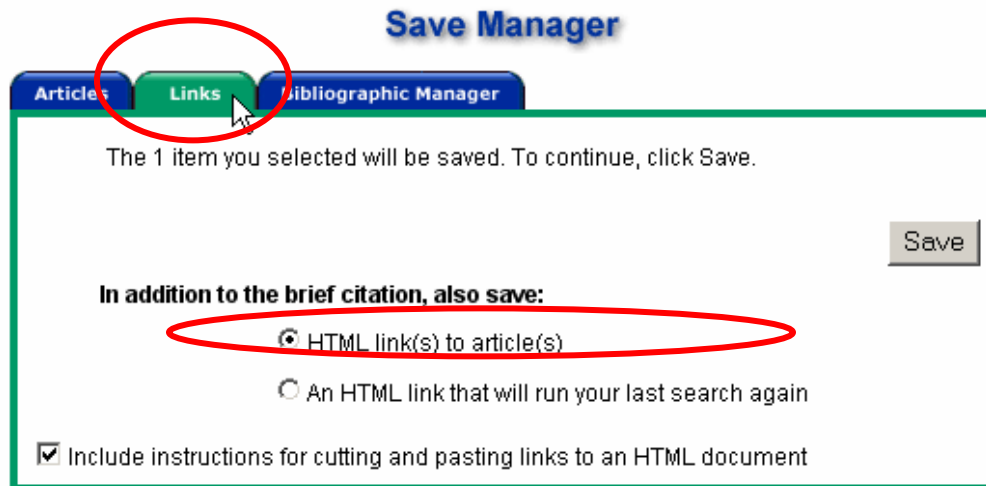 Save Manager
Articles Links Bibliographic Manager
The 1 item you selected will be saved. To continue, click Save.
Save
In addition to the brief citation, also save:
HTML link(s) to article(s)
An HTML link that will run your last search again
Include instructions for cutting and pasting links to an HTML document